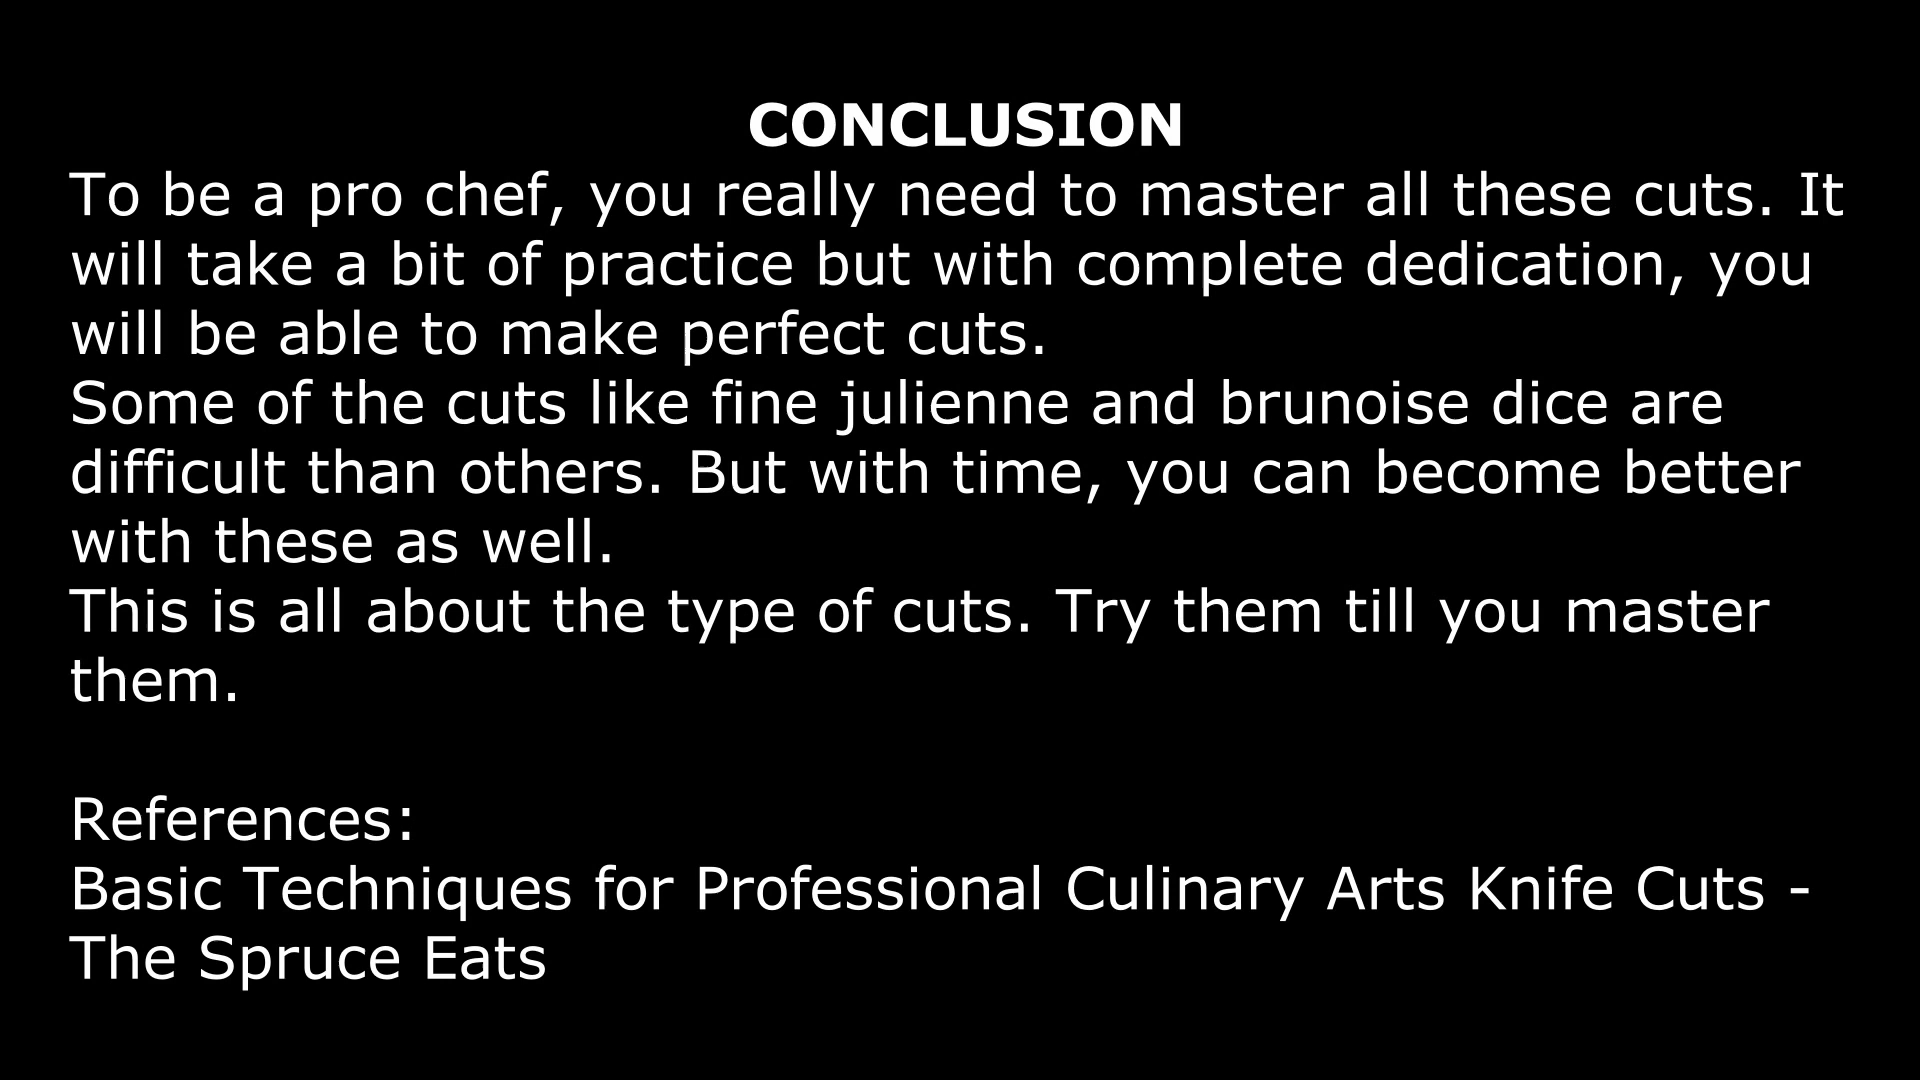 CONCLUSION
To be a pro chef, you really need to master all these cuts. It
will take a bit of practice but with complete dedication, you
will be able to make perfect cuts.
Some of the cuts like fine julienne and brunoise dice are
difficult than others. But with time, you can become better
with these as well.
This is all about the type of cuts. Try them till you master
them.
References:
Basic Techniques for Professional Culinary Arts Knife Cuts -
The Spruce Eats